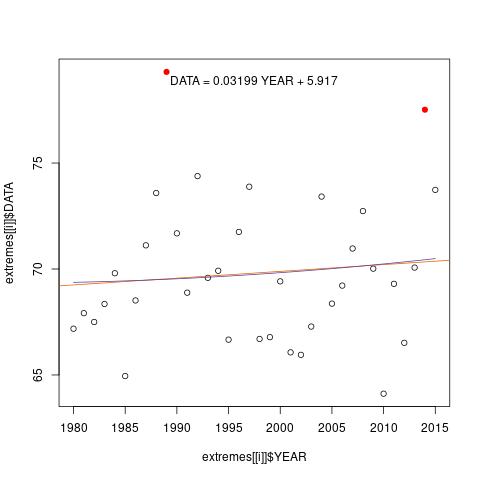 DATA = 0.03199 YEAR + 5.917
75
70
65
extremes[[i]]$DATA
1980 1985 1990 1995 2000 2005 2010 2015
extremes[[i]]$YEAR